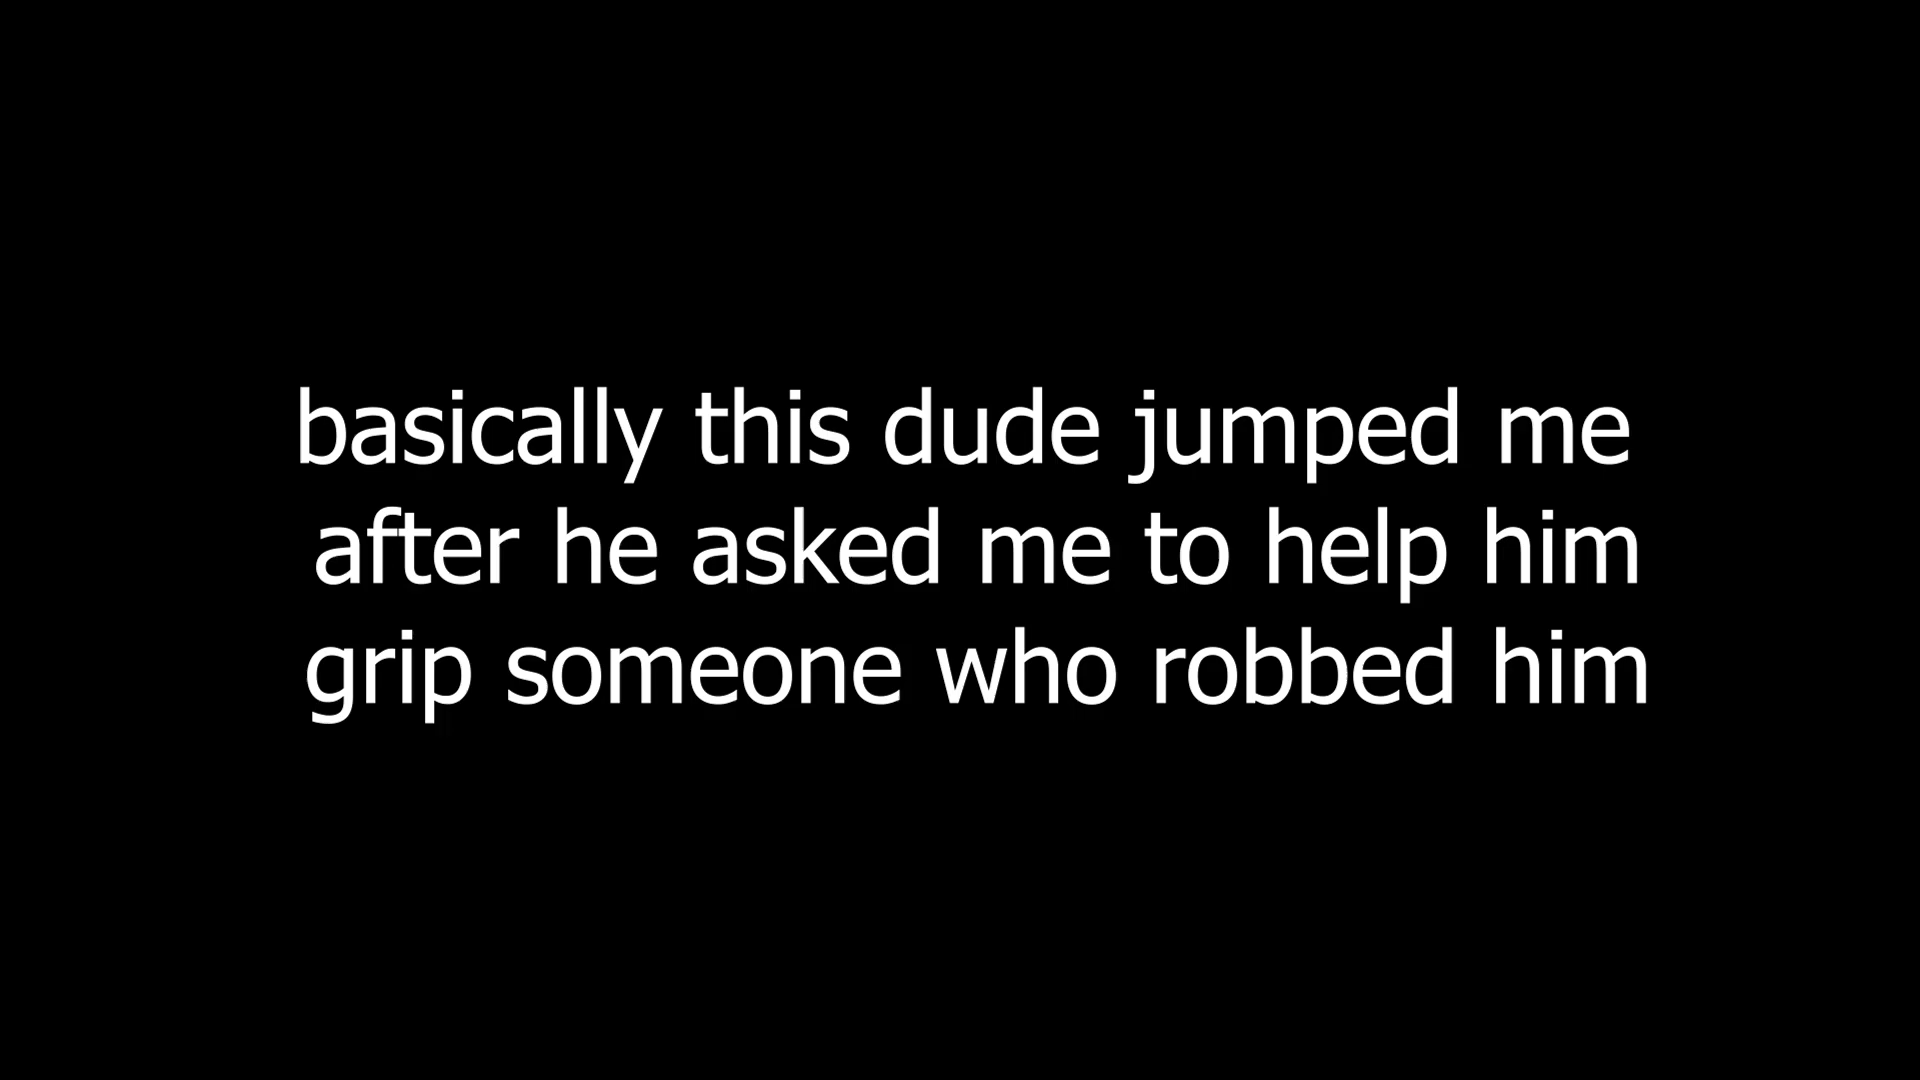 basically this dude jumped me
after he asked me to help him
grip someone who robbed him